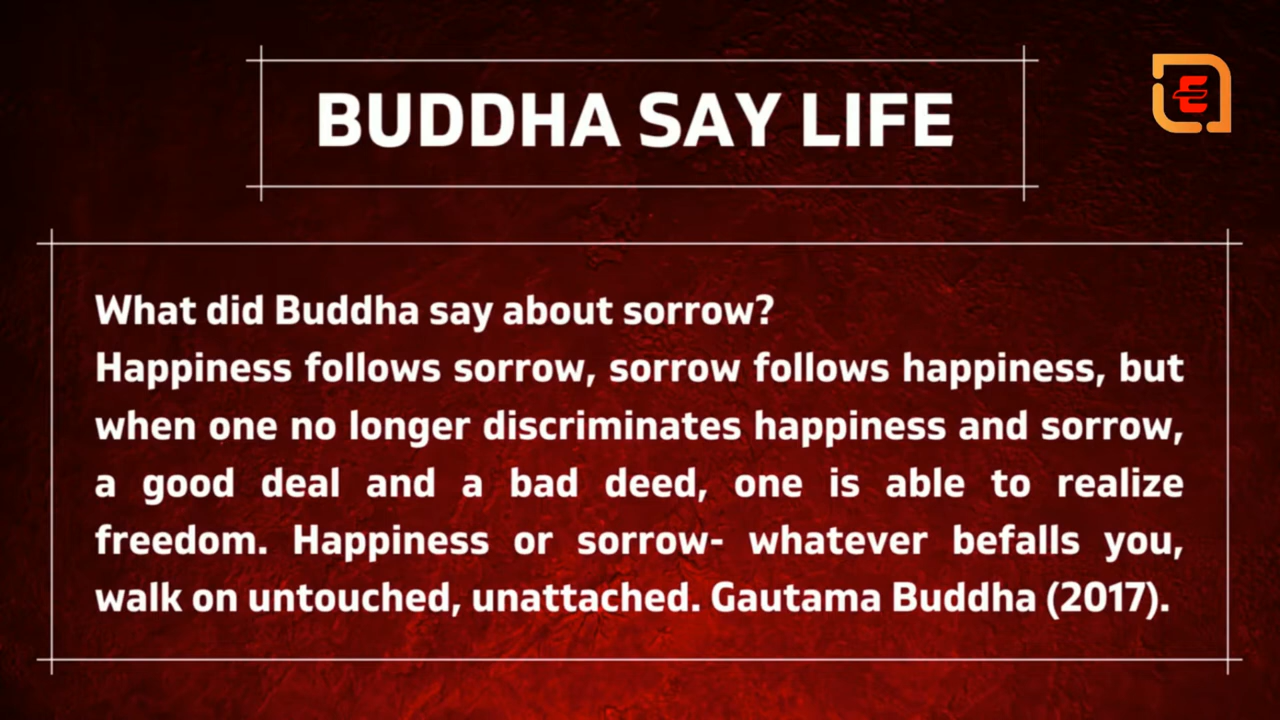 BUDDHA SAY LIFE
E
What did Buddha say about sorrow?
Happiness follows sorrow, sorrow follows happiness, but
when one no longer discriminates happiness and sorrow,
a good deal and a bad deed, one is able to realize
freedom. Happiness or sorrow- whatever befalls you,
walk on untouched, unattached. Gautama Buddha (2017).